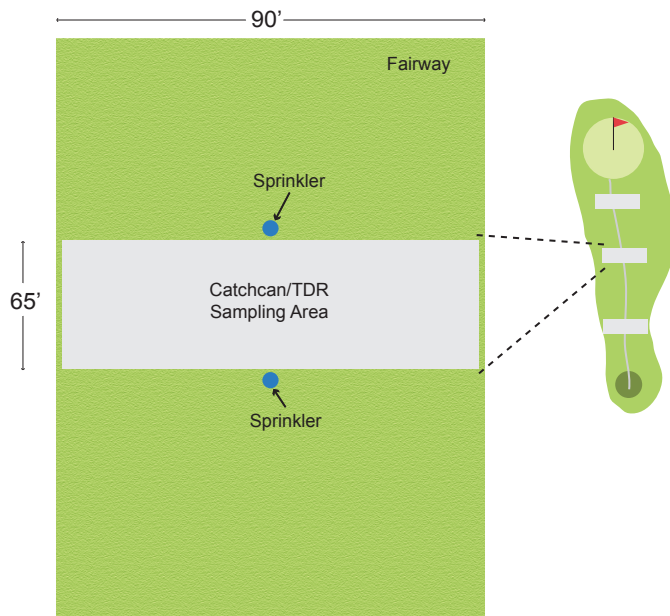 90’
Fairway
Sprinkler
65’
Catchcan/TDR
Sampling Area
Sprinkler